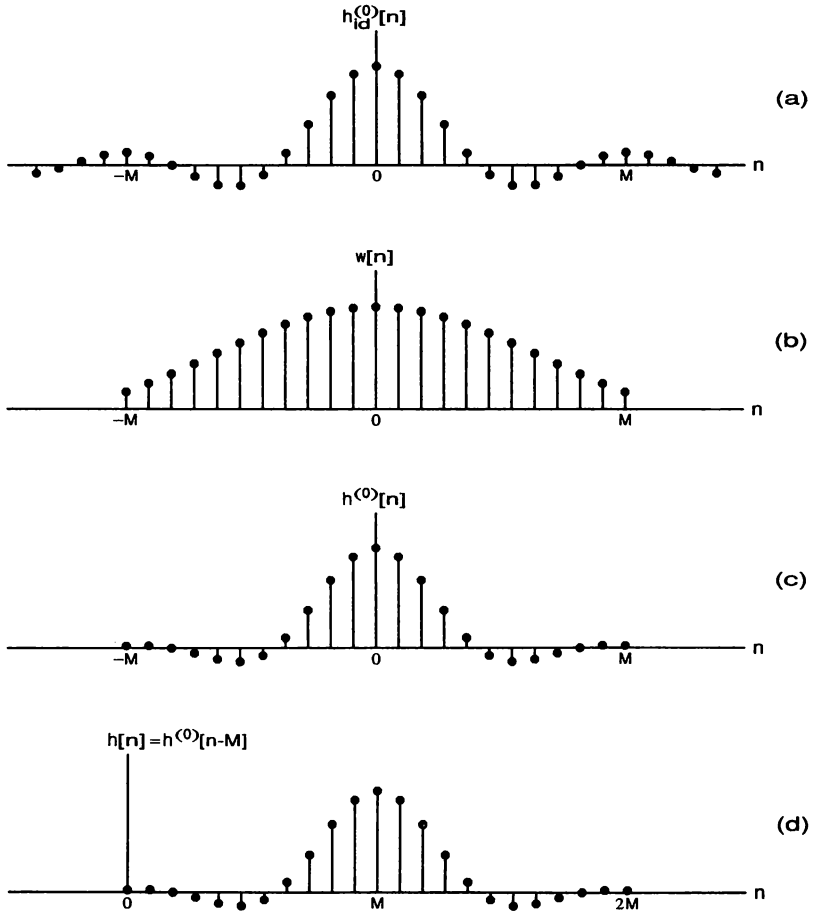 h_id^(0)[n]
(a)
n
−M 0 M
w[n]
(b)
n
−M 0 M
h^(0)[n]
(c)
n
−M 0 M
h[n]=h^(0)[n-M]
(d)
n
0 M 2M